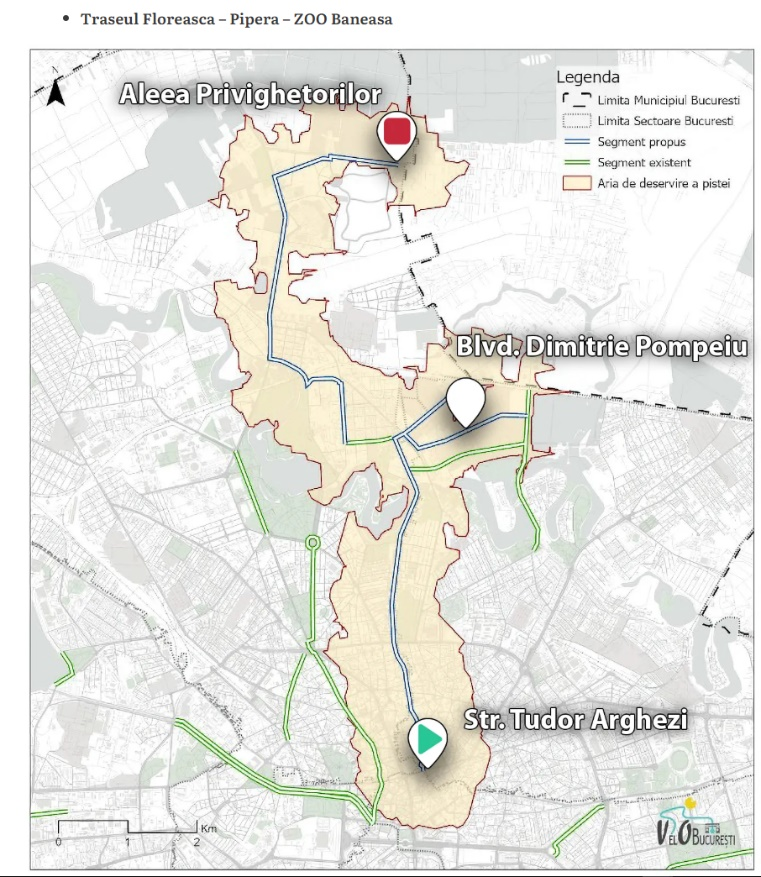 Traseul Floreasca – Pipera – ZOO Baneasa
Aleea Privighetorilor
N
Legenda
Limita Municipiul Bucuresti
Limita Sectoare Bucuresti
Segment propus
Segment existent
Aria de deservire a pistei
Blvd. Dimitrie Pompeiu
Str. Tudor Arghezi
Km
0 1 2
VELO BUCUREȘTI